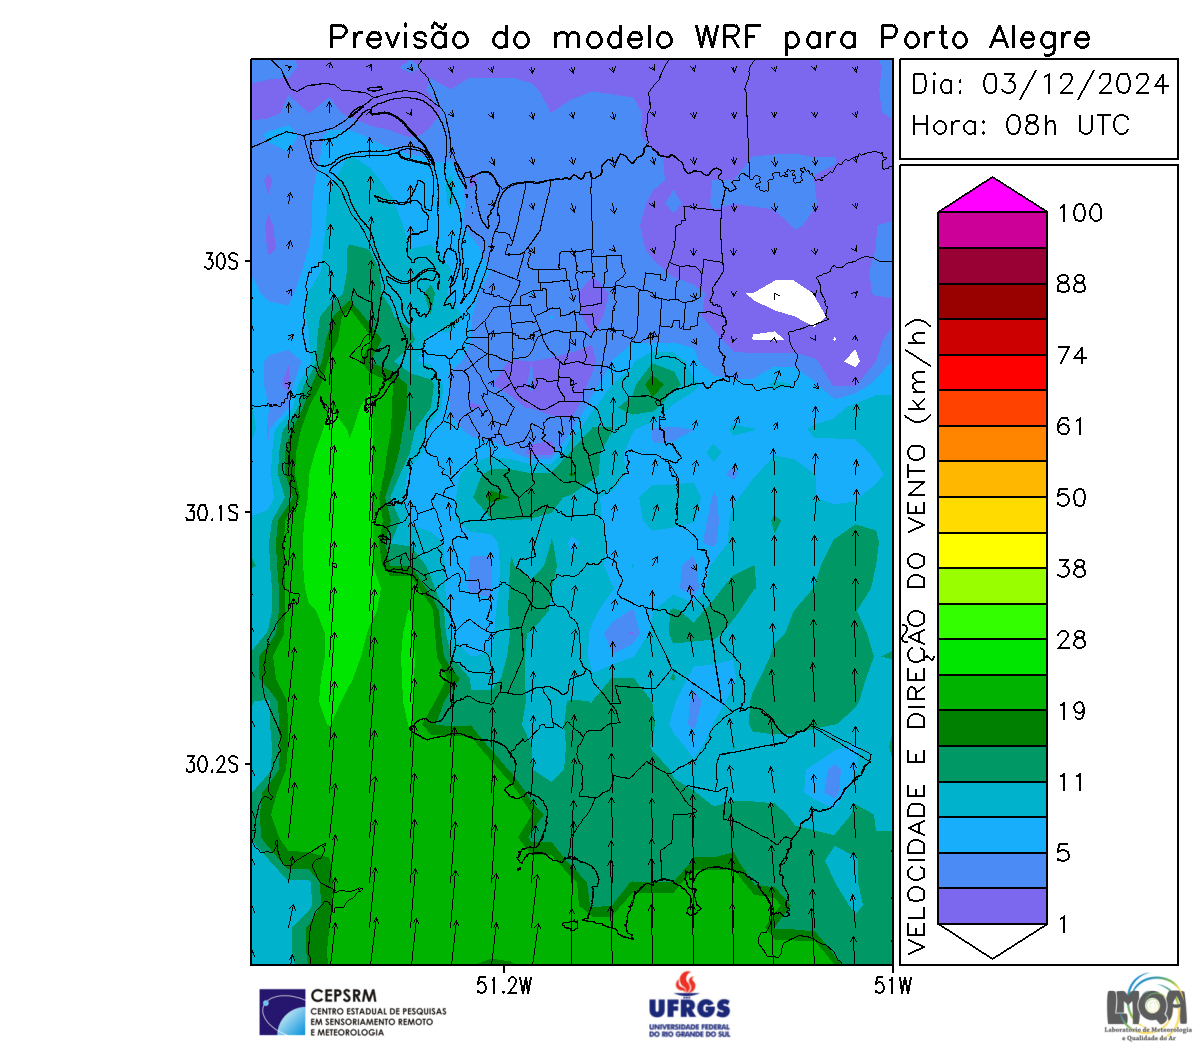 Previsão do modelo WRF para Porto Alegre
Dia: 03/12/2024
Hora: 08h UTC
VELOCIDADE E DIREÇÃO DO VENTO (km/h)
100
88
74
61
50
38
28
19
11
5
1
30S
30.1S
30.2S
51.2W
51W
CEPSRM
CENTRO ESTADUAL DE PESQUISAS
EM SENSORIAMENTO REMOTO
E METEOROLOGIA
UFRGS
UNIVERSIDADE FEDERAL
DO RIO GRANDE DO SUL
LMQA
Laboratório de Meteorologia
e Qualidade do Ar